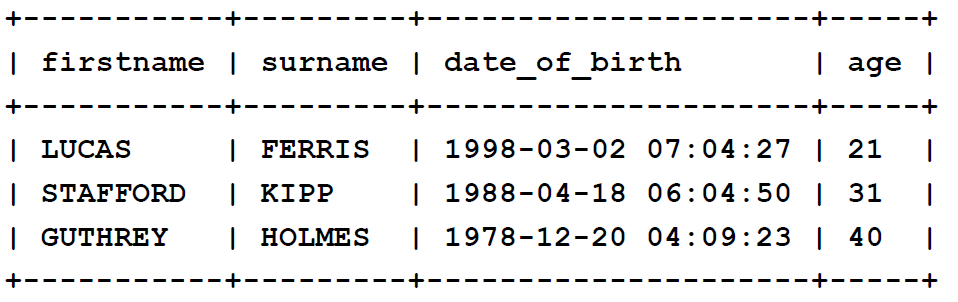 +-----------+---------+---------------------+-----+
| firstname | surname | date_of_birth       | age |
+-----------+---------+---------------------+-----+
| LUCAS     | FERRIS  | 1998-03-02 07:04:27 | 21  |
| STAFFORD  | KIPP    | 1988-04-18 06:04:50 | 31  |
| GUTHREY   | HOLMES  | 1978-12-20 04:09:23 | 40  |
+-----------+---------+---------------------+-----+